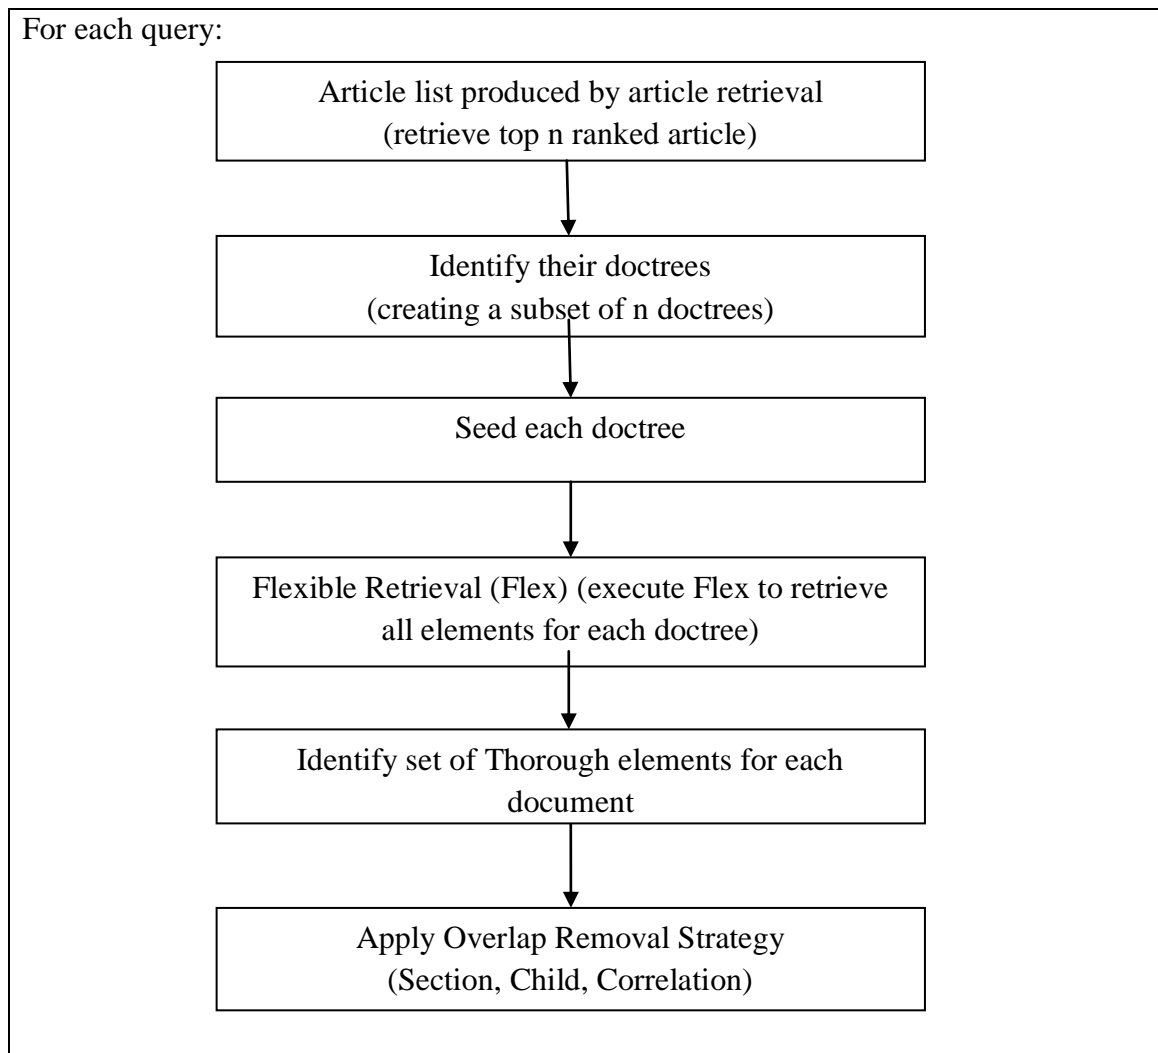 For each query:
Article list produced by article retrieval
(retrieve top n ranked article)
Identify their doctrees
(creating a subset of n doctrees)
Seed each doctree
Flexible Retrieval (Flex) (execute Flex to retrieve
all elements for each doctree)
Identify set of Thorough elements for each
document
Apply Overlap Removal Strategy
(Section, Child, Correlation)